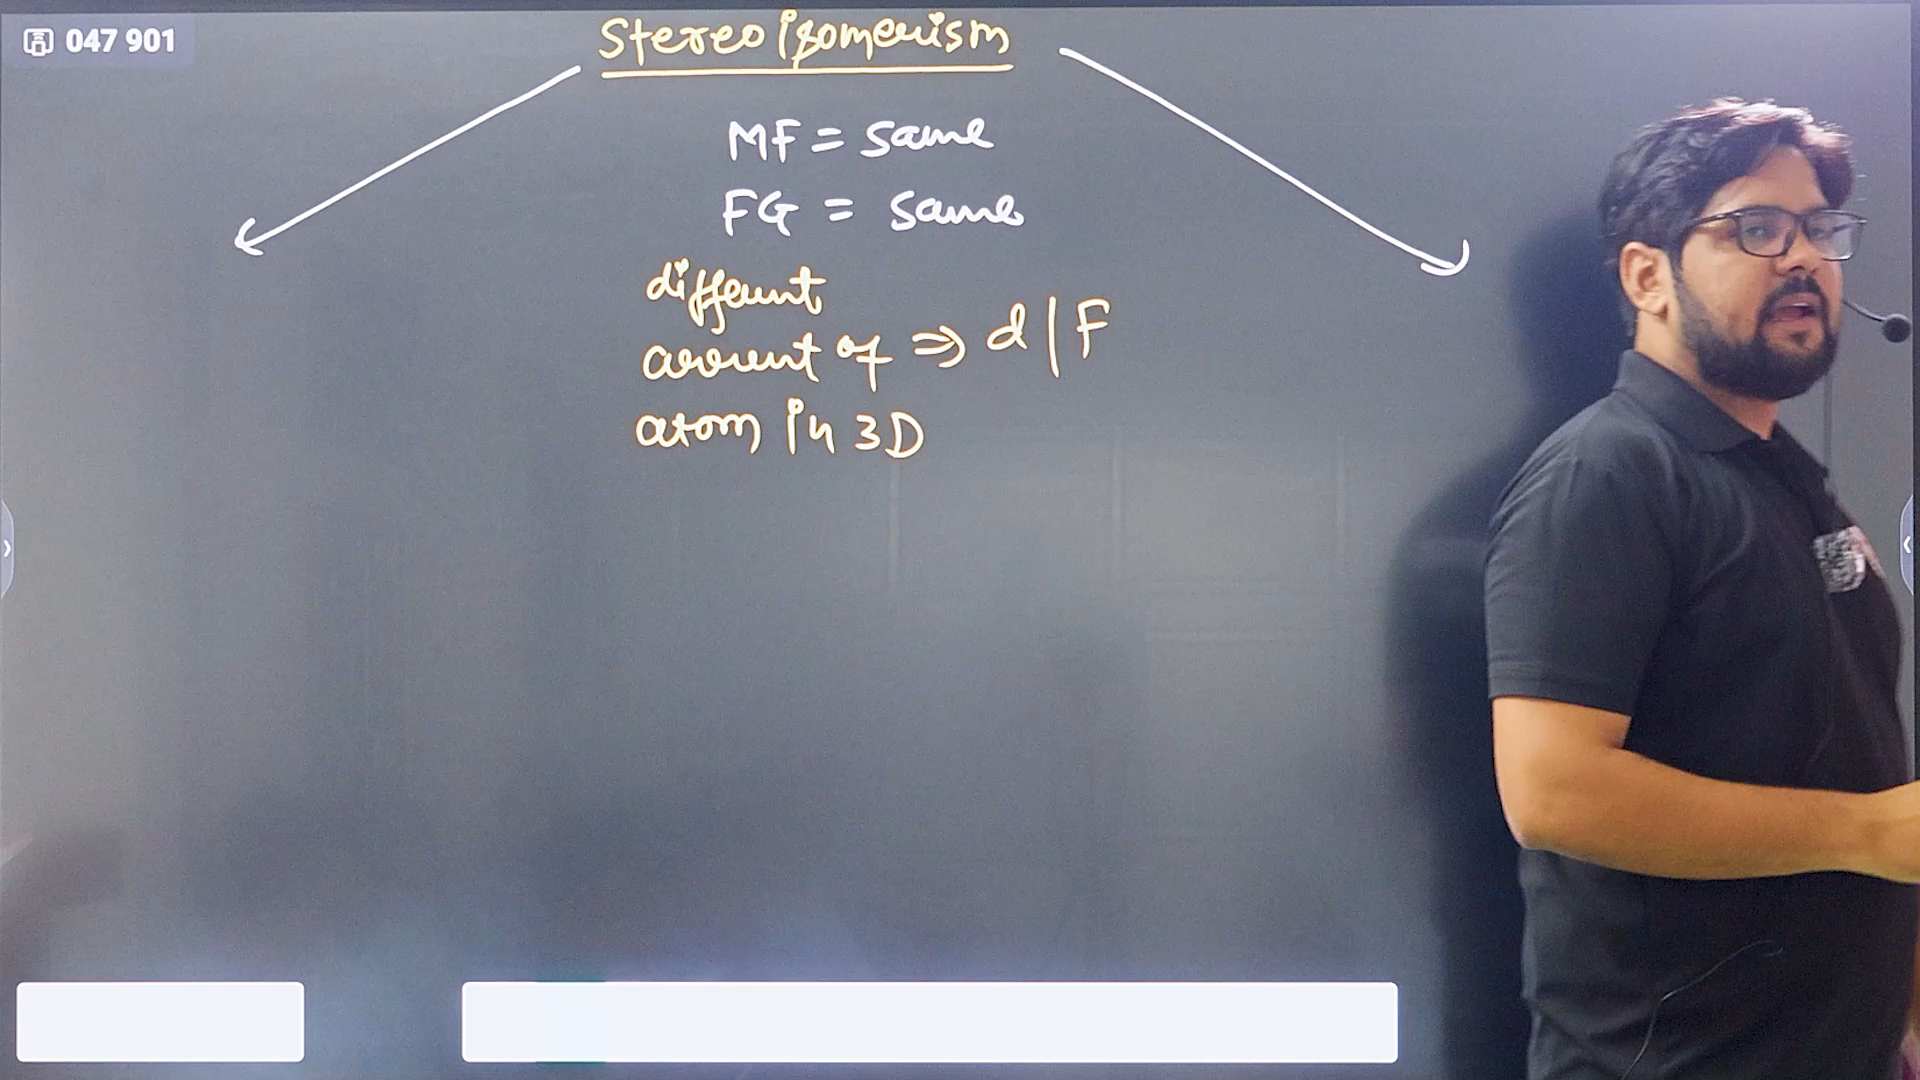 047 901
Stereo isomerism
MF = same
FG = same
different
arrent of ⇒ d | F
atom in 3D